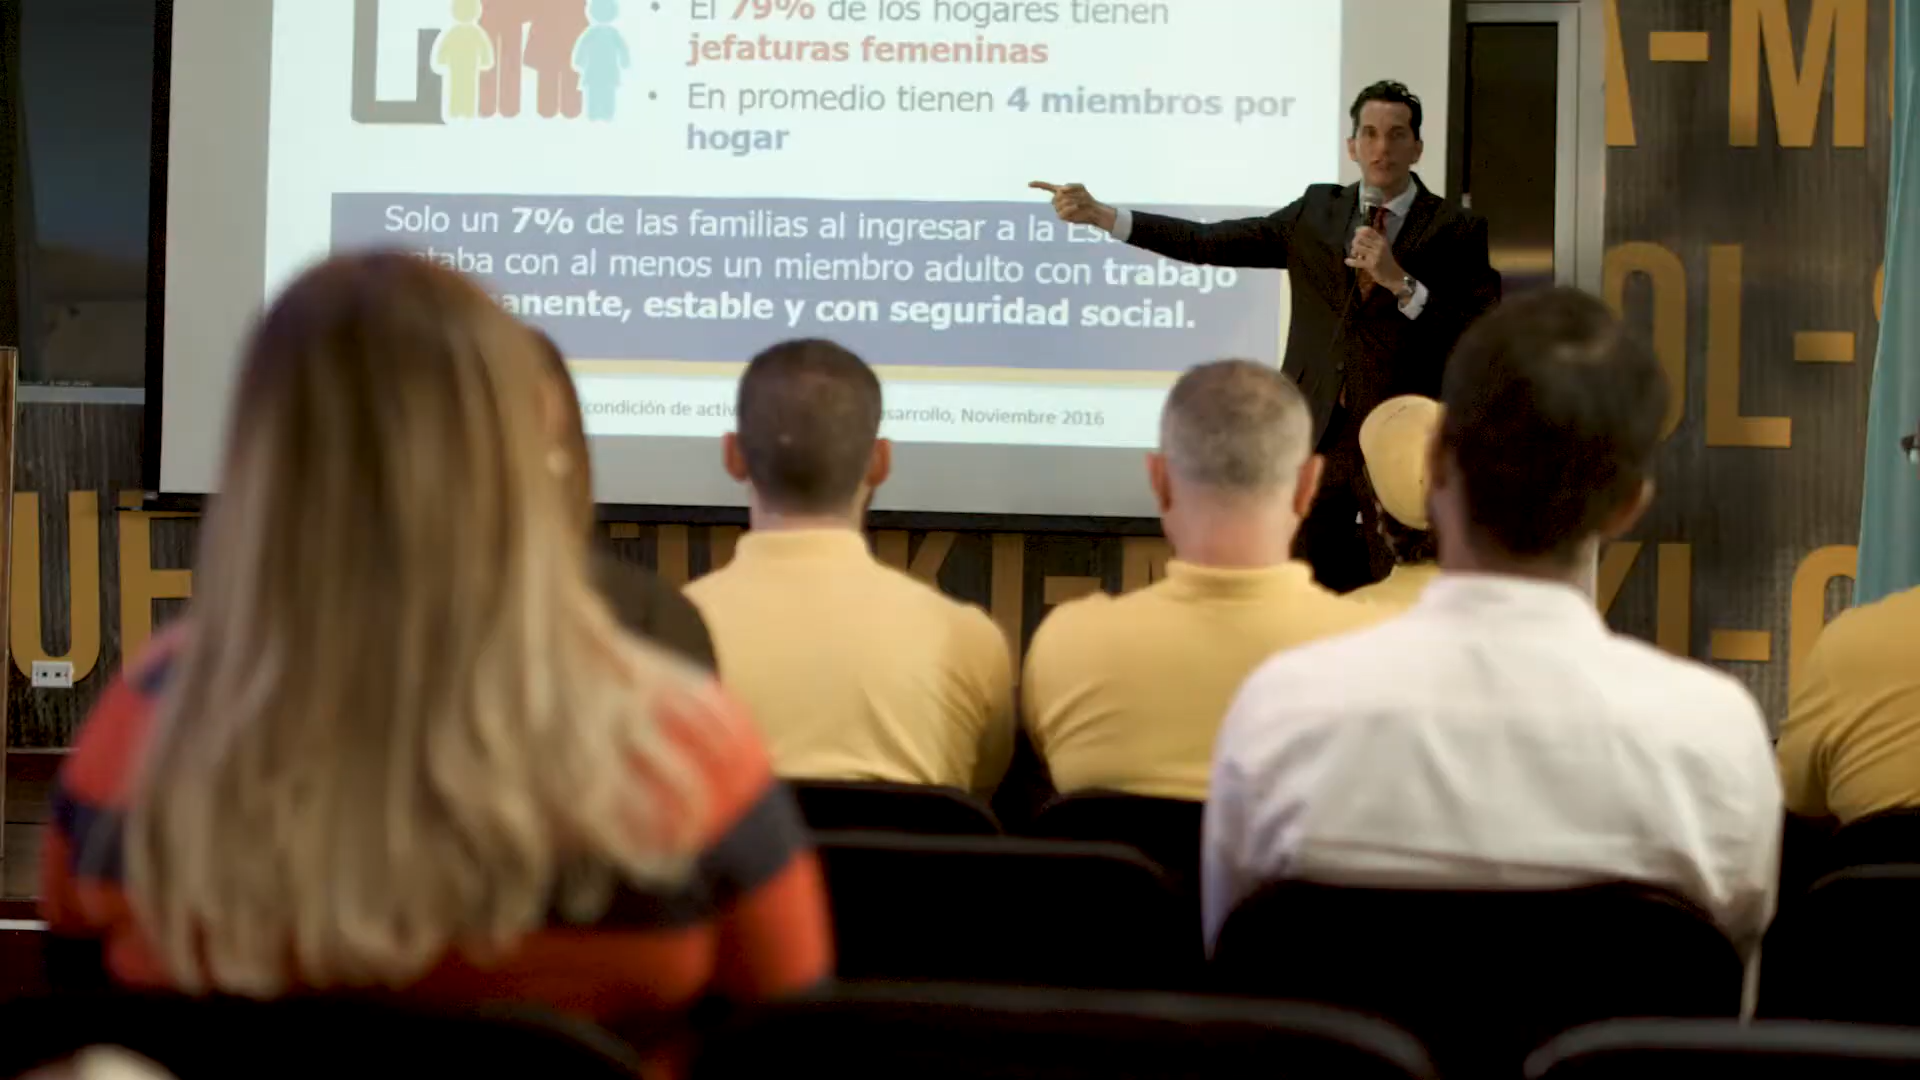 • El 79% de los hogares tienen
jefaturas femeninas
• En promedio tienen 4 miembros por
hogar
Solo un 7% de las familias al ingresar a la
con al menos un miembro adulto con trabajo
estable y con seguridad social.
condición de
Noviembre 2016